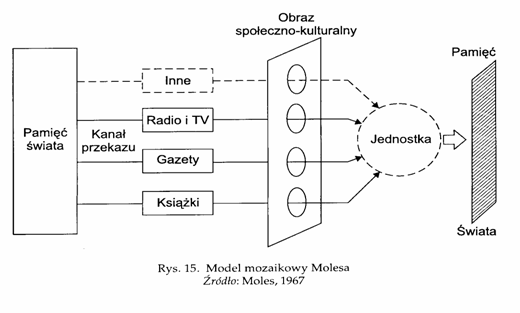 Obraz
społeczno-kulturalny
Pamięć
świata
Kanał
przekazu
Inne
Radio i TV
Gazety
Książki
Jednostka
Pamięć
Świata
Rys. 15. Model mozaikowy Molesa
Źródło: Moles, 1967